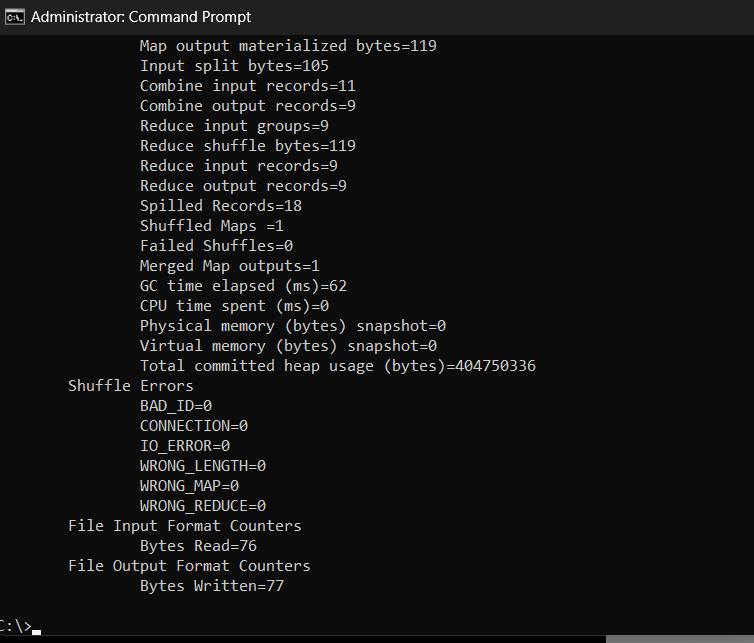 Administrator: Command Prompt
Map output materialized bytes=119
Input split bytes=105
Combine input records=11
Combine output records=9
Reduce input groups=9
Reduce shuffle bytes=119
Reduce input records=9
Reduce output records=9
Spilled Records=18
Shuffled Maps =1
Failed Shuffles=0
Merged Map outputs=1
GC time elapsed (ms)=62
CPU time spent (ms)=0
Physical memory (bytes) snapshot=0
Virtual memory (bytes) snapshot=0
Total committed heap usage (bytes)=404750336
Shuffle Errors
BAD_ID=0
CONNECTION=0
IO_ERROR=0
WRONG_LENGTH=0
WRONG_MAP=0
WRONG_REDUCE=0
File Input Format Counters
Bytes Read=76
File Output Format Counters
Bytes Written=77
C:\>